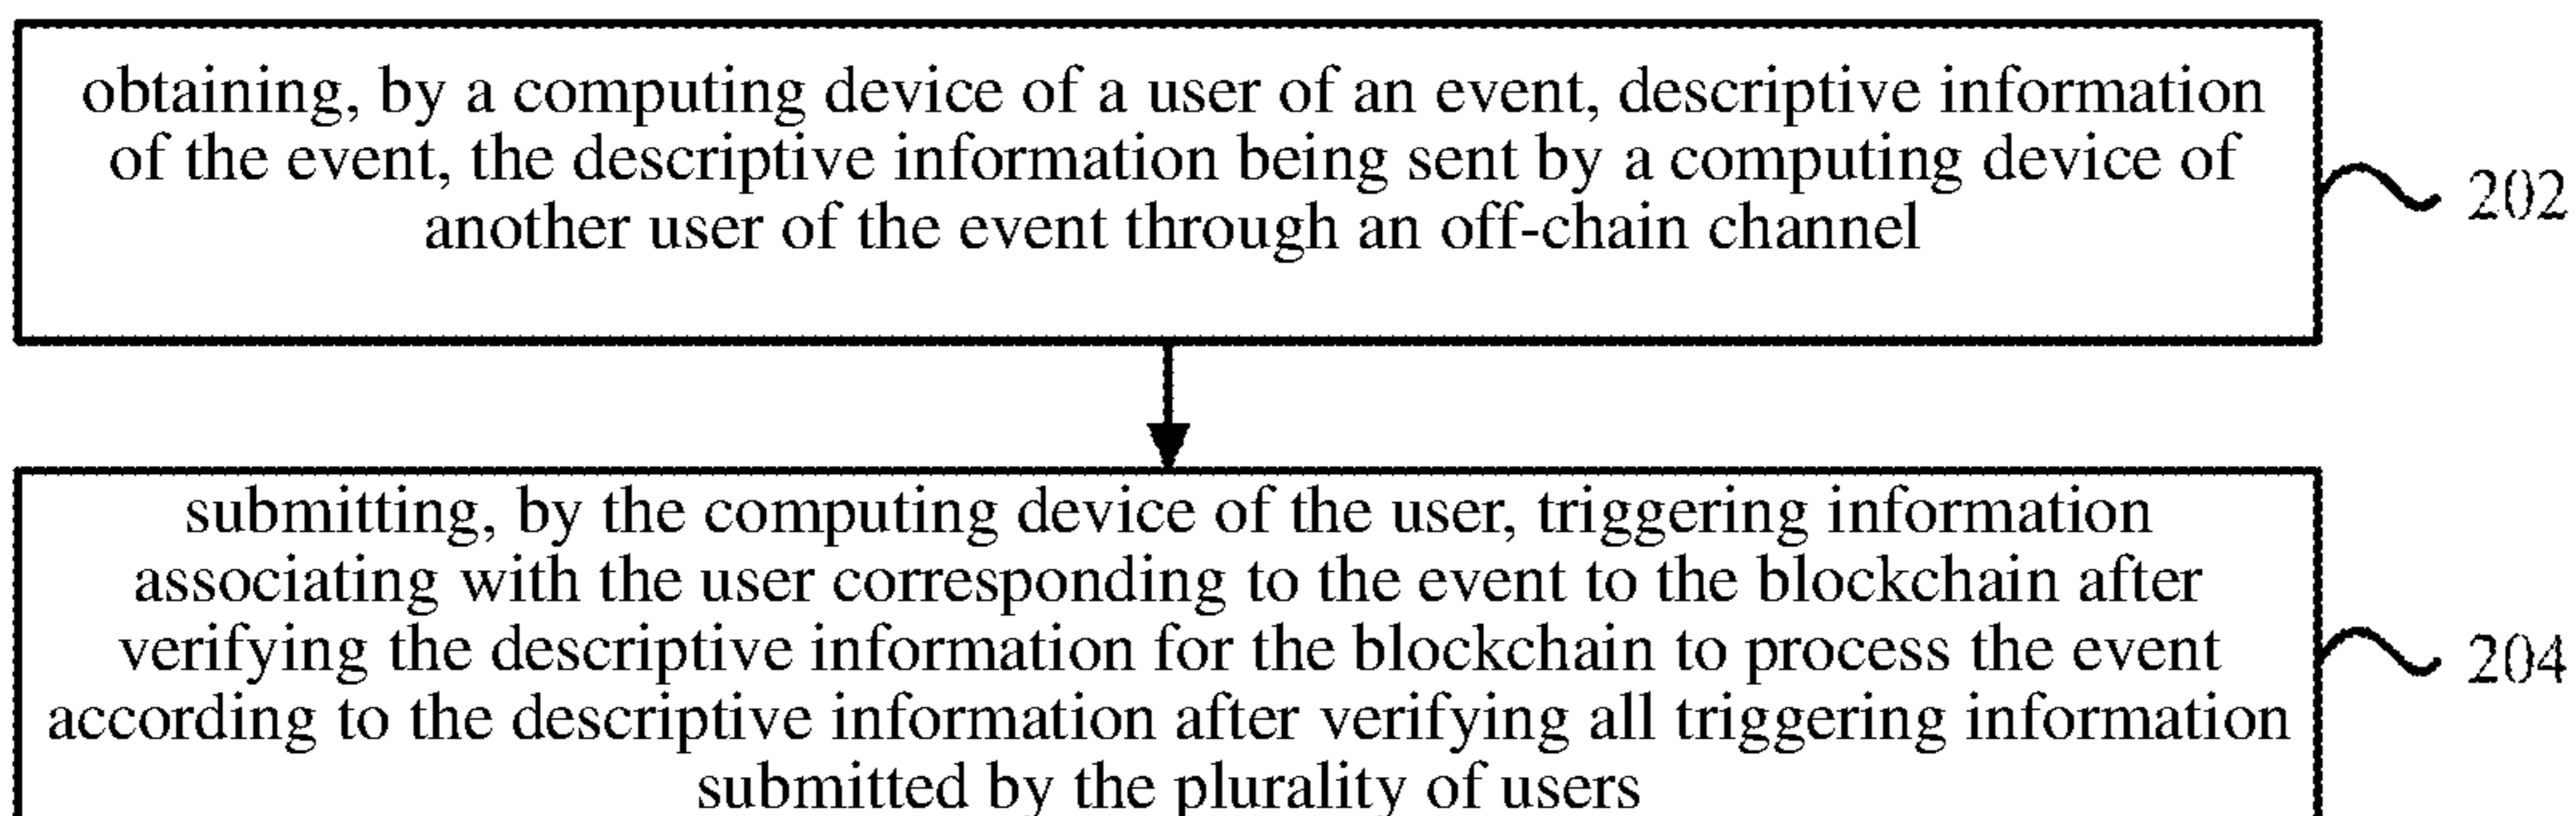 obtaining, by a computing device of a user of an event, descriptive information
of the event, the descriptive information being sent by a computing device of
another user of the event through an off-chain channel
202
submitting, by the computing device of the user, triggering information
associating with the user corresponding to the event to the blockchain after
verifying the descriptive information for the blockchain to process the event
according to the descriptive information after verifying all triggering information
submitted by the plurality of users
204